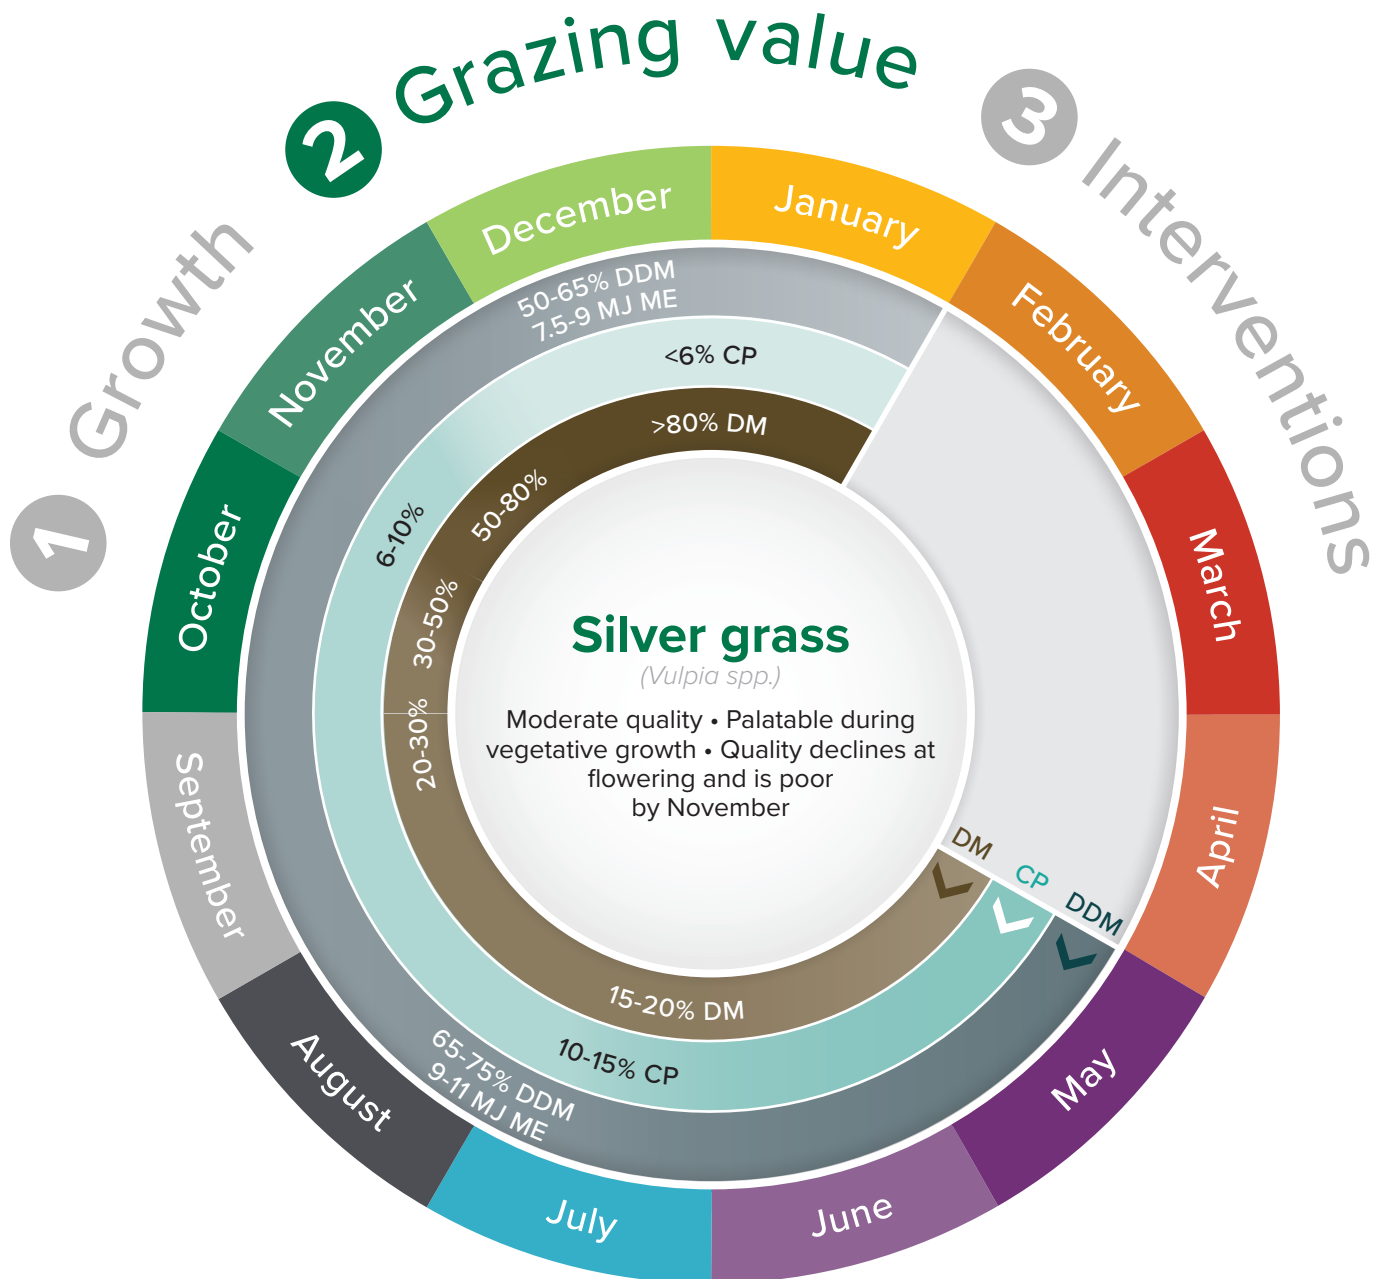 1 Growth
2 Grazing value
3 Interventions
January
February
March
April
May
June
July
August
September
October
November
December
50-65% DDM
7.5-9 MJ ME
<6% CP
>80% DM
50-80%
6-10%
30-50%
20-30%
Silver grass
(Vulpia spp.)
Moderate quality • Palatable during
vegetative growth • Quality declines at
flowering and is poor
by November
DM
CP
DDM
15-20% DM
10-15% CP
65-75% DDM
9-11 MJ ME